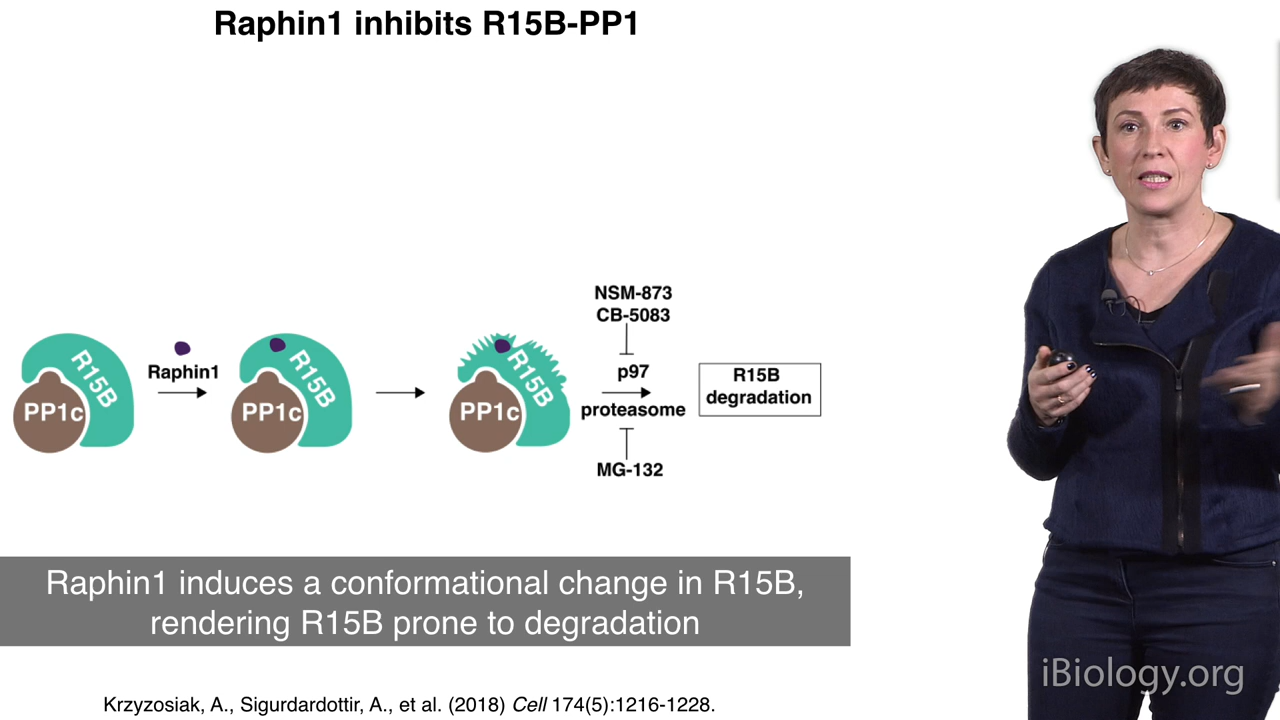 Raphin1 inhibits R15B-PP1
NSM-873
CB-5083
R15B
PP1c
Raphin1
R15B
PP1c
R15B
PP1c
p97
proteasome
R15B
degradation
MG-132
Raphin1 induces a conformational change in R15B,
rendering R15B prone to degradation
iBiology.org
Krzyzosiak, A., Sigurdardottir, A., et al. (2018) Cell 174(5):1216-1228.